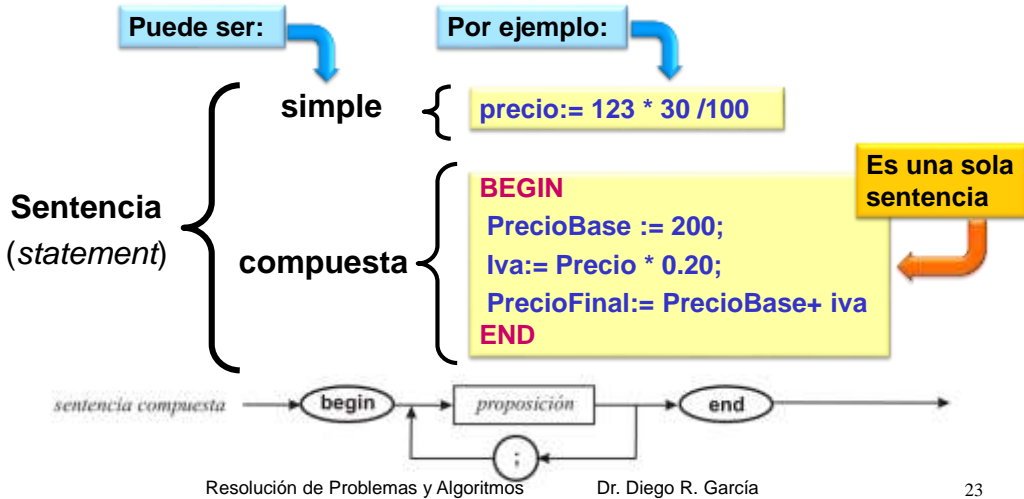 Puede ser:
Por ejemplo:
simple
precio:= 123 * 30 /100
Es una sola
sentencia
Sentencia
(statement)
compuesta
BEGIN
PrecioBase := 200;
Iva:= Precio * 0.20;
PrecioFinal:= PrecioBase+ iva
END
sentencia compuesta
begin
proposición
end
;
Resolución de Problemas y Algoritmos
Dr. Diego R. García
23